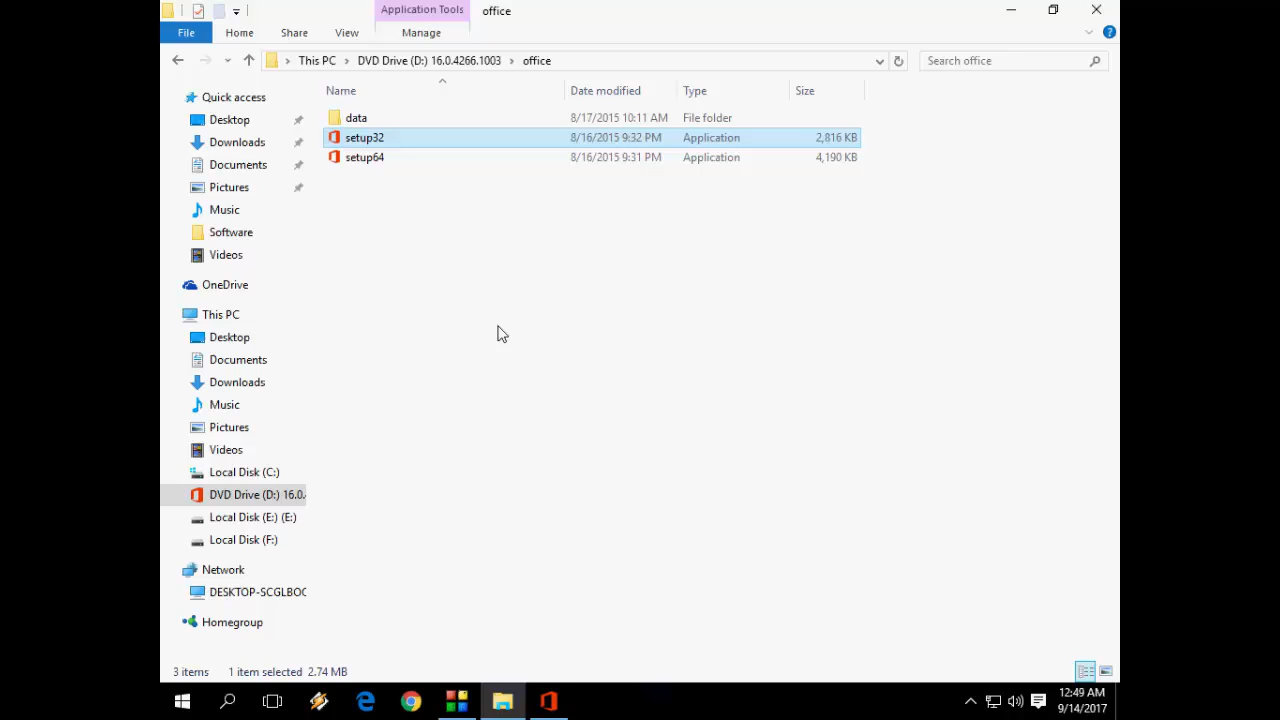 Application Tools office
File Home Share View Manage
This PC DVD Drive (D:) 16.0.4266.1003 office Search office
Name Date modified Type Size
data 8/17/2015 10:11 AM File folder
setup32 8/16/2015 9:32 PM Application 2,816 KB
setup64 8/16/2015 9:31 PM Application 4,190 KB
Quick access
Desktop
Downloads
Documents
Pictures
Music
Software
Videos
OneDrive
This PC
Desktop
Documents
Downloads
Music
Pictures
Videos
Local Disk (C:)
DVD Drive (D:) 16.0.
Local Disk (E:) (E:)
Local Disk (F:)
Network
DESKTOP-SCGLBOC
Homegroup
3 items 1 item selected 2.74 MB
12:49 AM
9/14/2017